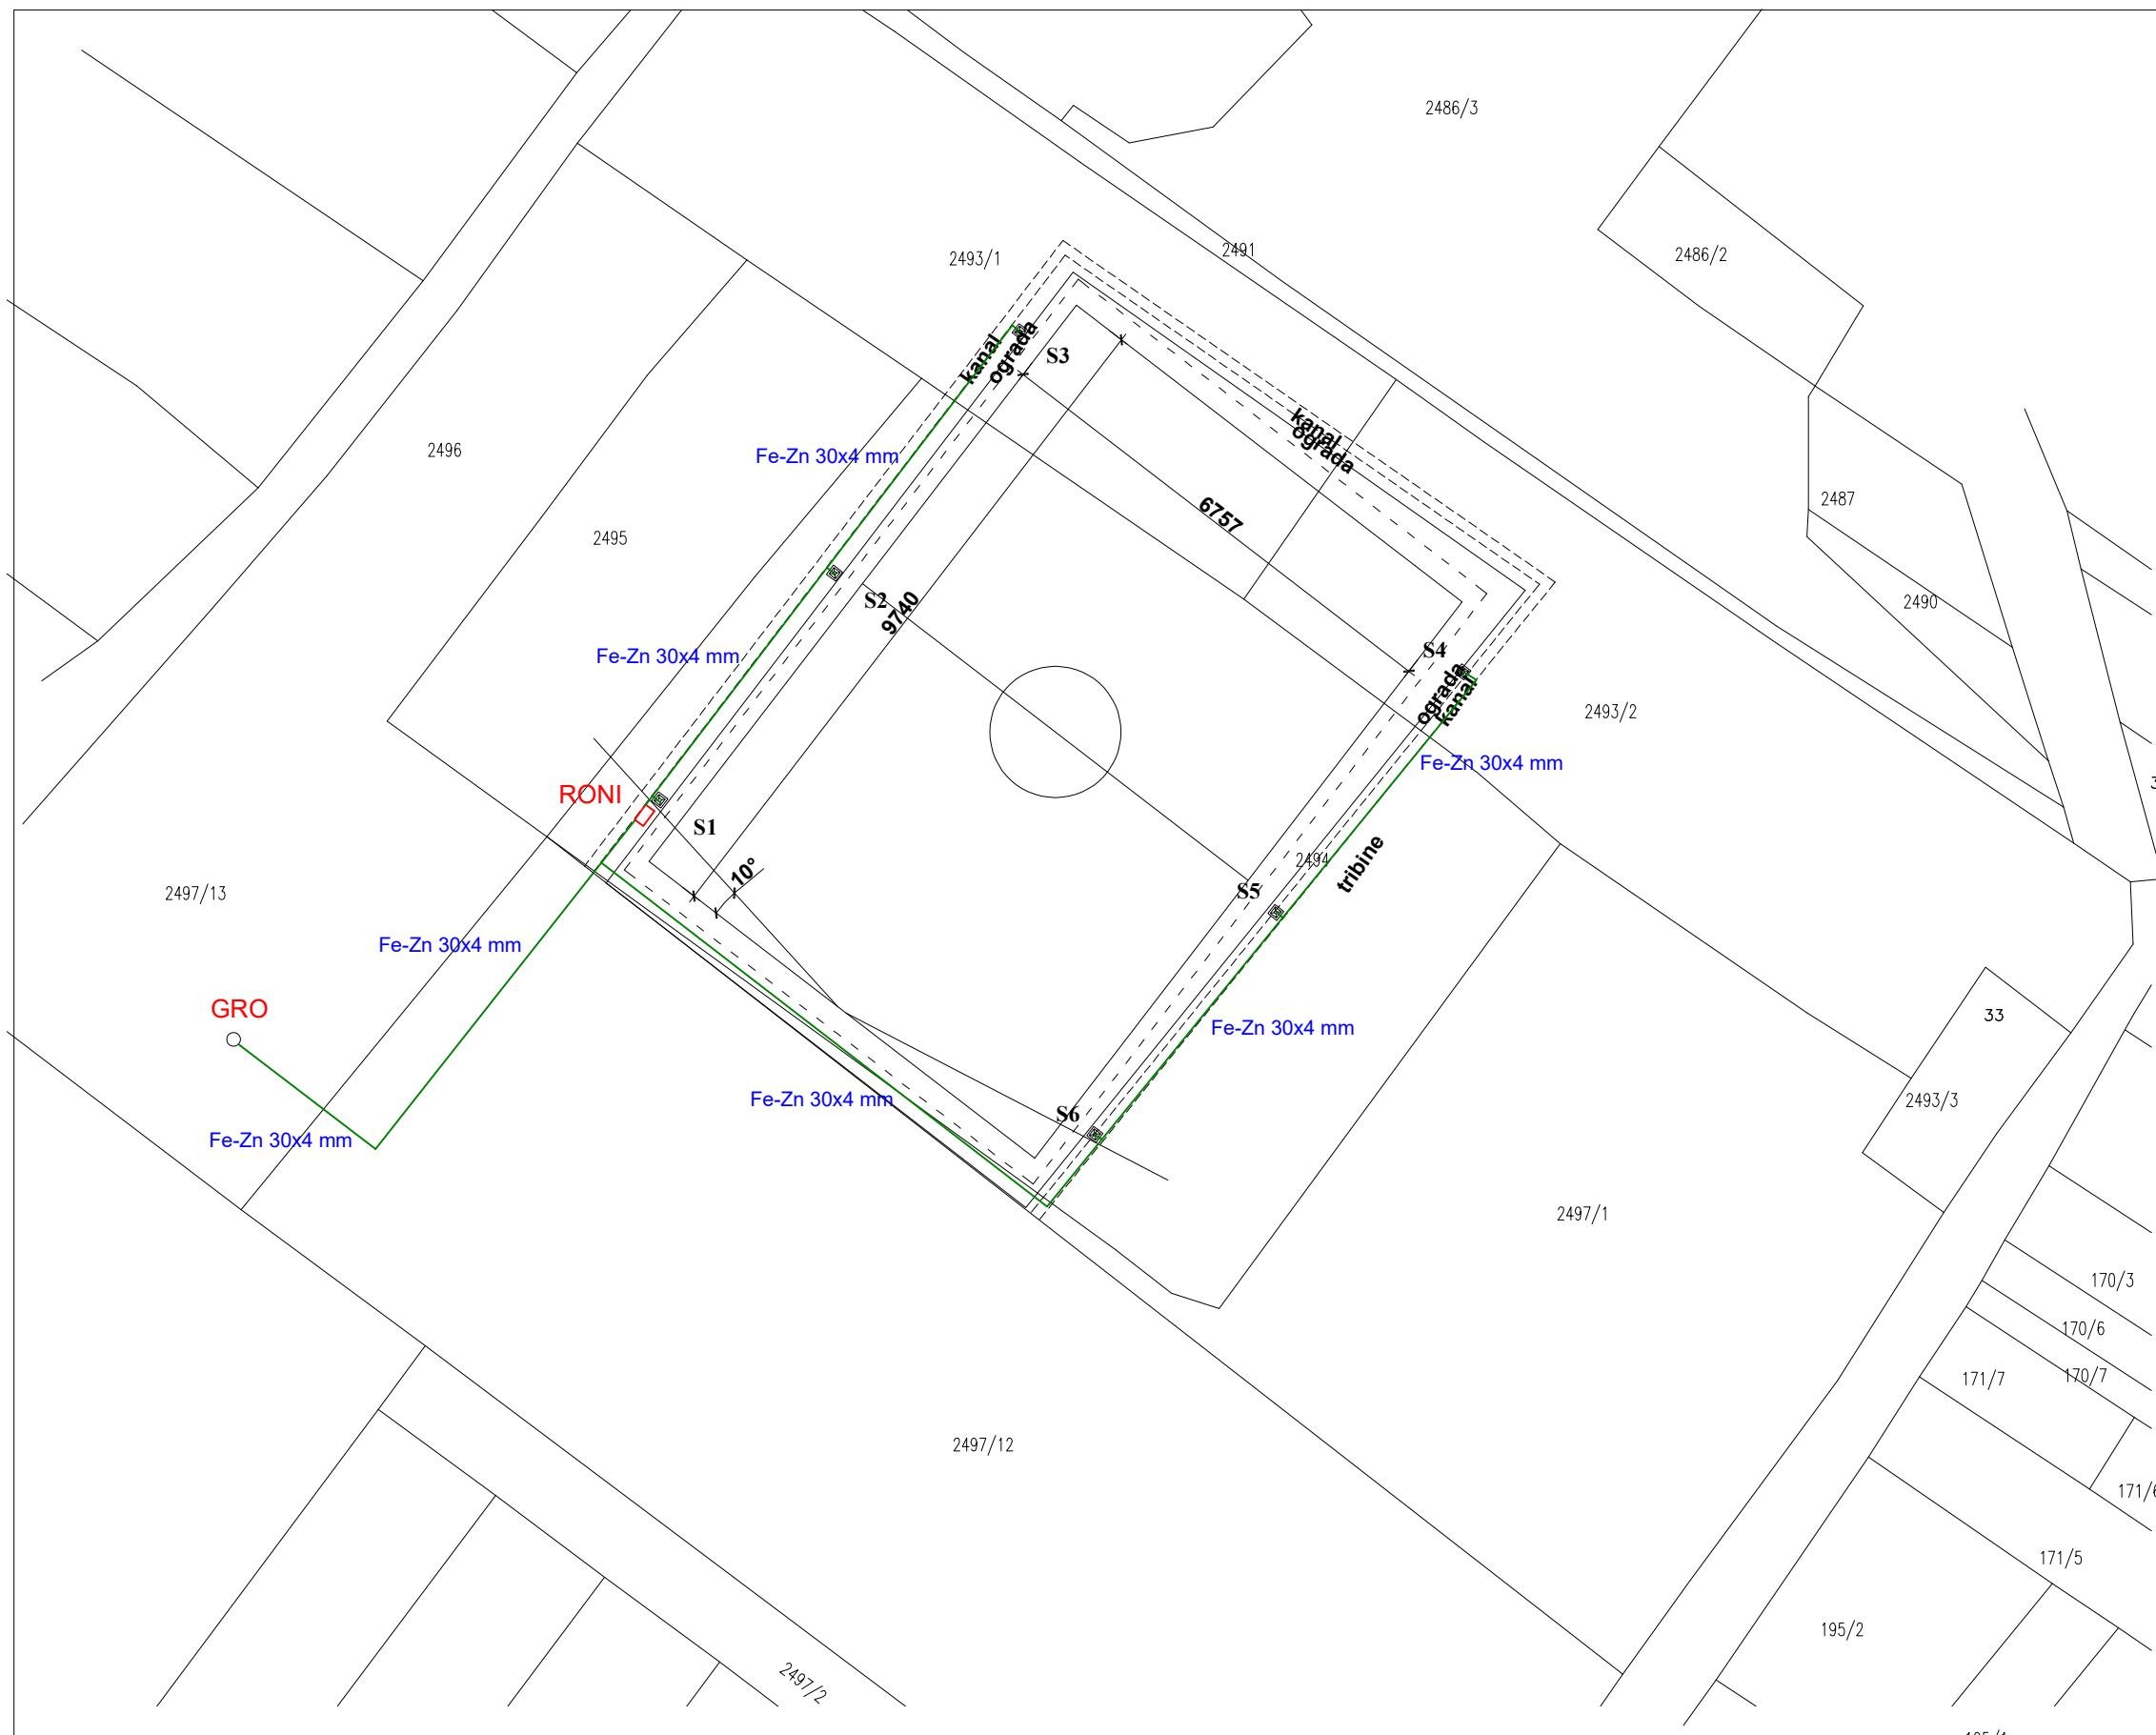 2486/3
2493/1
2491
2486/2
S3
kanal
ograda
kanal
ograda
2496
Fe-Zn 30x4 mm
2487
6757
2495
S2
9740
2490
Fe-Zn 30x4 mm
S4
ograda
kanal
2493/2
Fe-Zn 30x4 mm
RONI
S1
10°
2494
tribine
S5
2497/13
Fe-Zn 30x4 mm
GRO
33
Fe-Zn 30x4 mm
Fe-Zn 30x4 mm
S6
2493/3
Fe-Zn 30x4 mm
2497/1
170/3
170/6
170/7
171/7
2497/12
171/6
171/5
195/2
2497/2